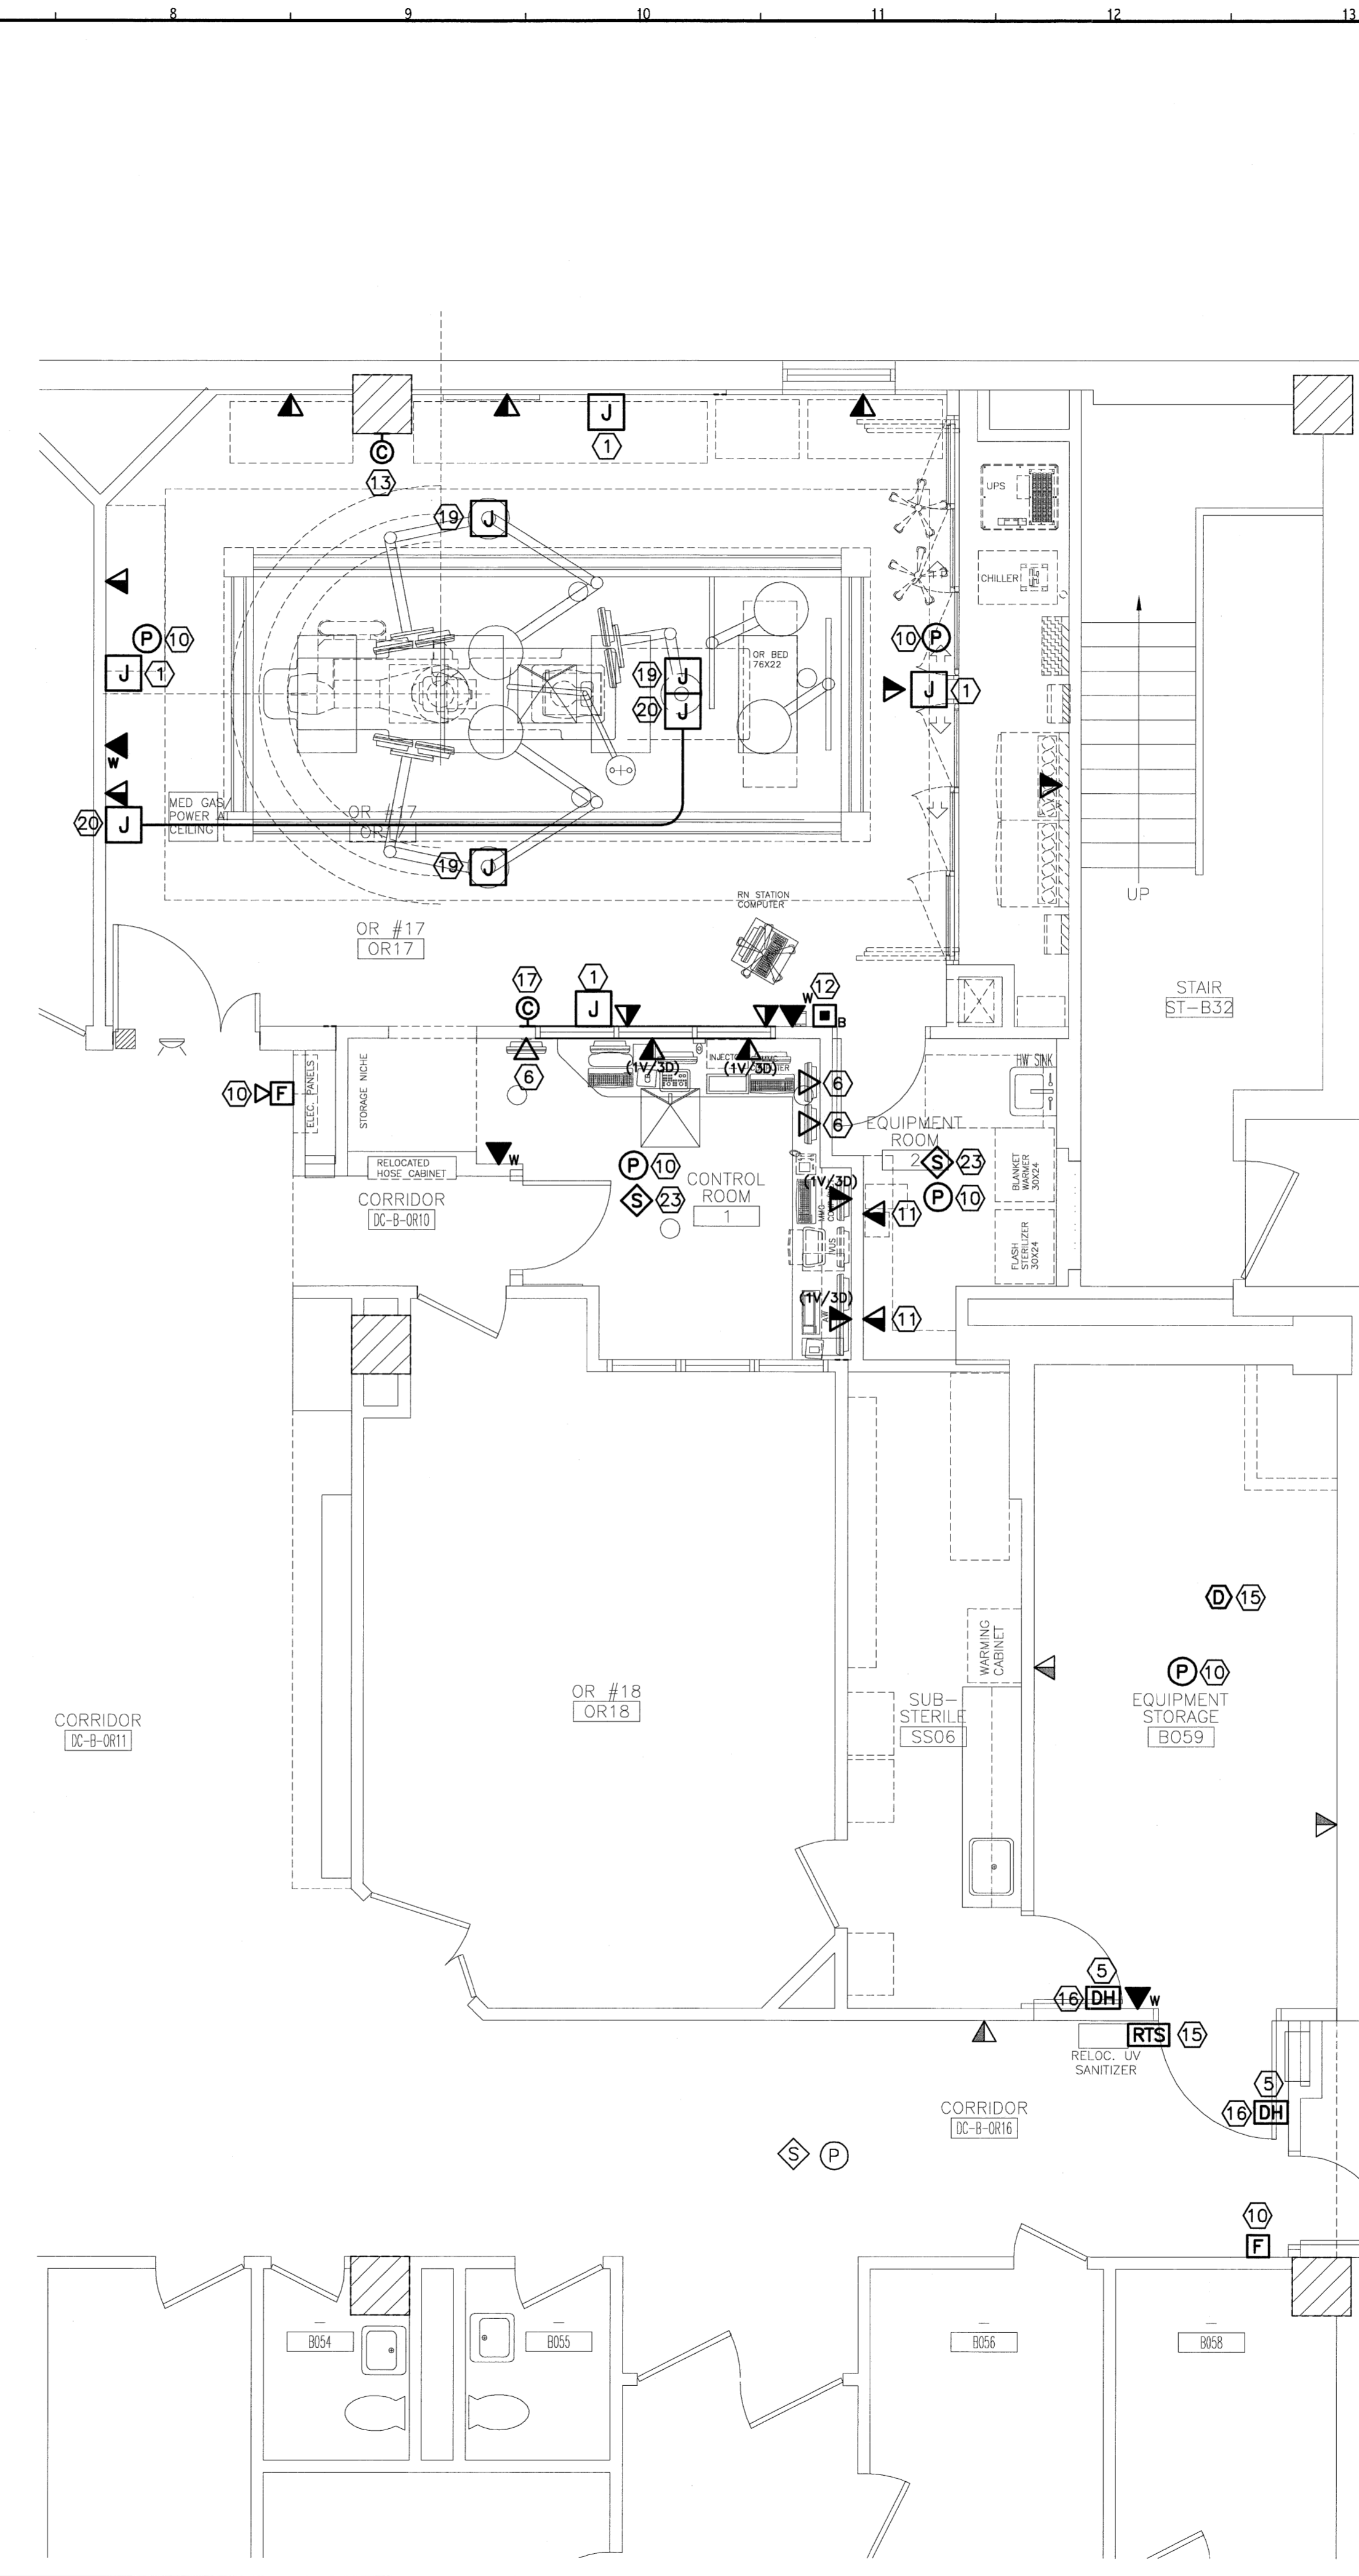 8 9 10 11 12 13
J
1
C
13
UPS
19 J
CHILLER
P 10
10 P
OR BED
76X22
J 1
19 J
J 1
20 J
W
MED GAS/
POWER AT
CEILING
OR #17
OR17
20 J
19 J
UP
RN STATION
COMPUTER
OR #17
OR17
STAIR
ST-B32
17
1
12
C
J
W
B
HW SINK
(1V/3D)
(1V/3D)
6
6
6
10 F
ELEC. PANELS
STORAGE NICHE
EQUIPMENT
ROOM
2
S 23
P 10
BLANKET
WARMER
30X24
W
RELOCATED
HOSE CABINET
P 10
S 23
CONTROL
ROOM
1
(1V/3D)
CORRIDOR
DC-B-OR10
11
IVUS
FLASH
STERILIZER
30X24
(1V/3D)
AW
11
D 15
P 10
EQUIPMENT
STORAGE
B059
WARMING
CABINET
OR #18
OR18
SUB-
STERILE
SS06
CORRIDOR
DC-B-OR11
5
16 DH
W
RTS 15
RELOC. UV
SANITIZER
5
16 DH
CORRIDOR
DC-B-OR16
S P
10
F
B054
B055
B056
B058